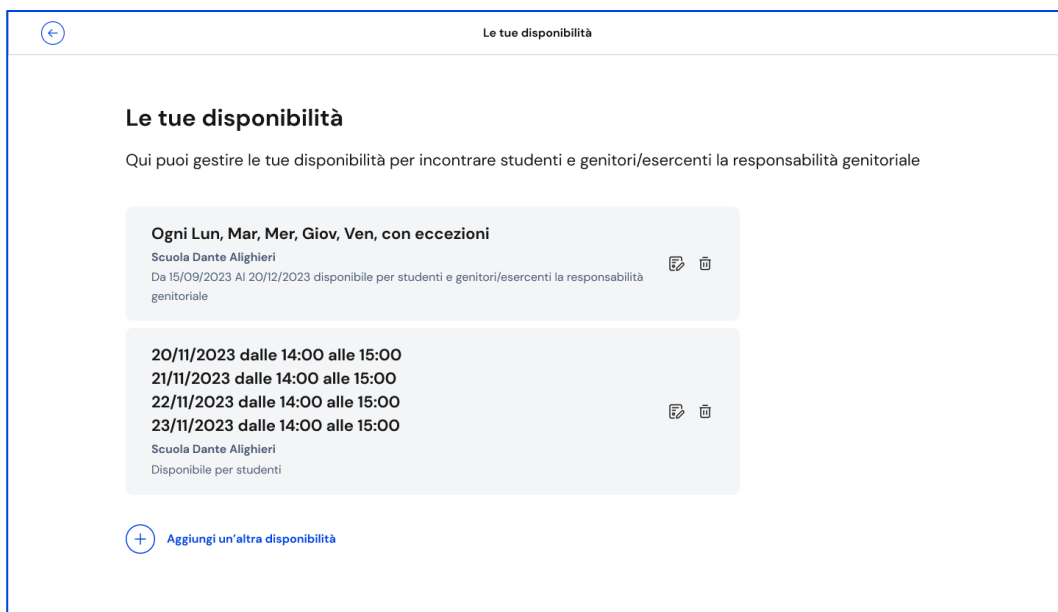 Le tue disponibilità
Le tue disponibilità
Qui puoi gestire le tue disponibilità per incontrare studenti e genitori/esercenti la responsabilità genitoriale
Ogni Lun, Mar, Mer, Giov, Ven, con eccezioni
Scuola Dante Alighieri
Da 15/09/2023 Al 20/12/2023 disponibile per studenti e genitori/esercenti la responsabilità
genitoriale
20/11/2023 dalle 14:00 alle 15:00
21/11/2023 dalle 14:00 alle 15:00
22/11/2023 dalle 14:00 alle 15:00
23/11/2023 dalle 14:00 alle 15:00
Scuola Dante Alighieri
Disponibile per studenti
Aggiungi un’altra disponibilità